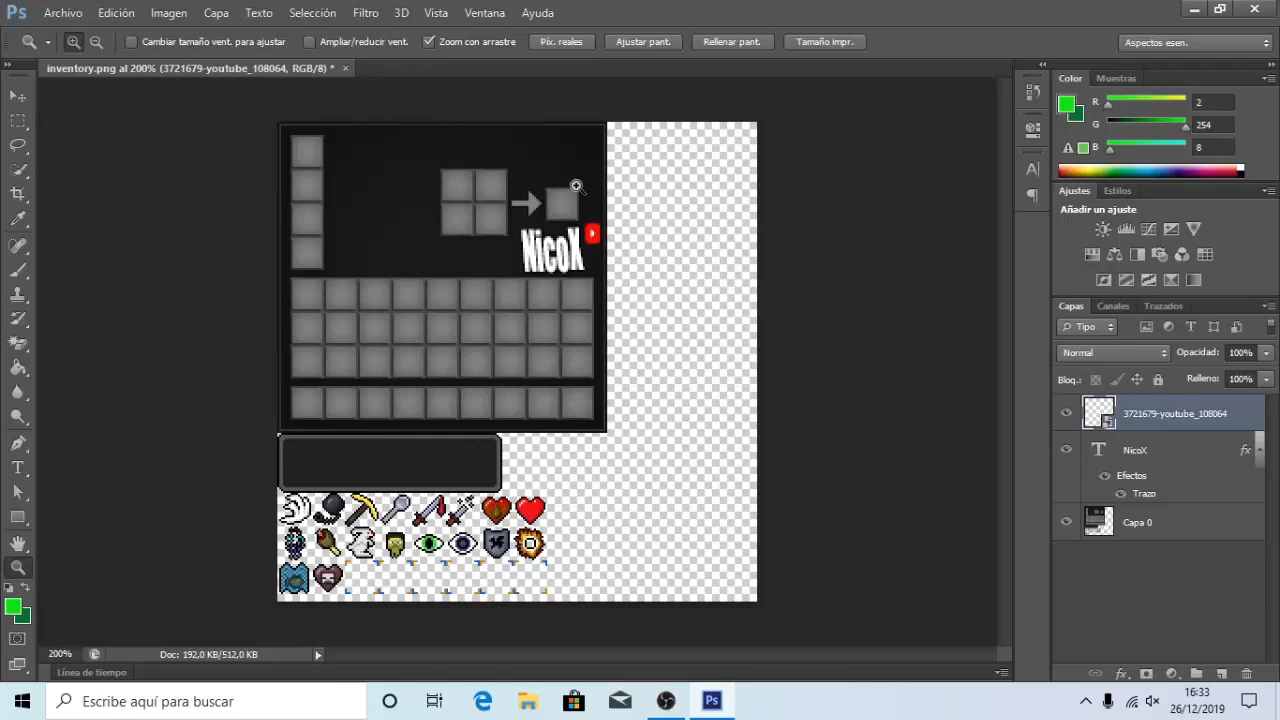 Ps Archivo Edición Imagen Capa Texto Selección Filtro 3D Vista Ventana Ayuda
Cambiar tamaño vent. para ajustar Ampliar/reducir vent. Zoom con arrastre Píx. reales Ajustar pant. Rellenar pant. Tamaño impr. Aspectos esen.
inventory.png al 200% (3721679-youtube_108064, RGB/8) * ×
Color Muestras
R 2
G 254
B 8
Ajustes Estilos
Añadir un ajuste
NicoX
Capas Canales Trazados
Tipo
Normal Opacidad: 100%
Bloq.: Relleno: 100%
3721679-youtube_108064
T NicoX fx
Efectos
Trazo
Capa 0
200% Doc: 192,0 KB/512,0 KB
Línea de tiempo
Escribe aquí para buscar
Ps
16:33
26/12/2019